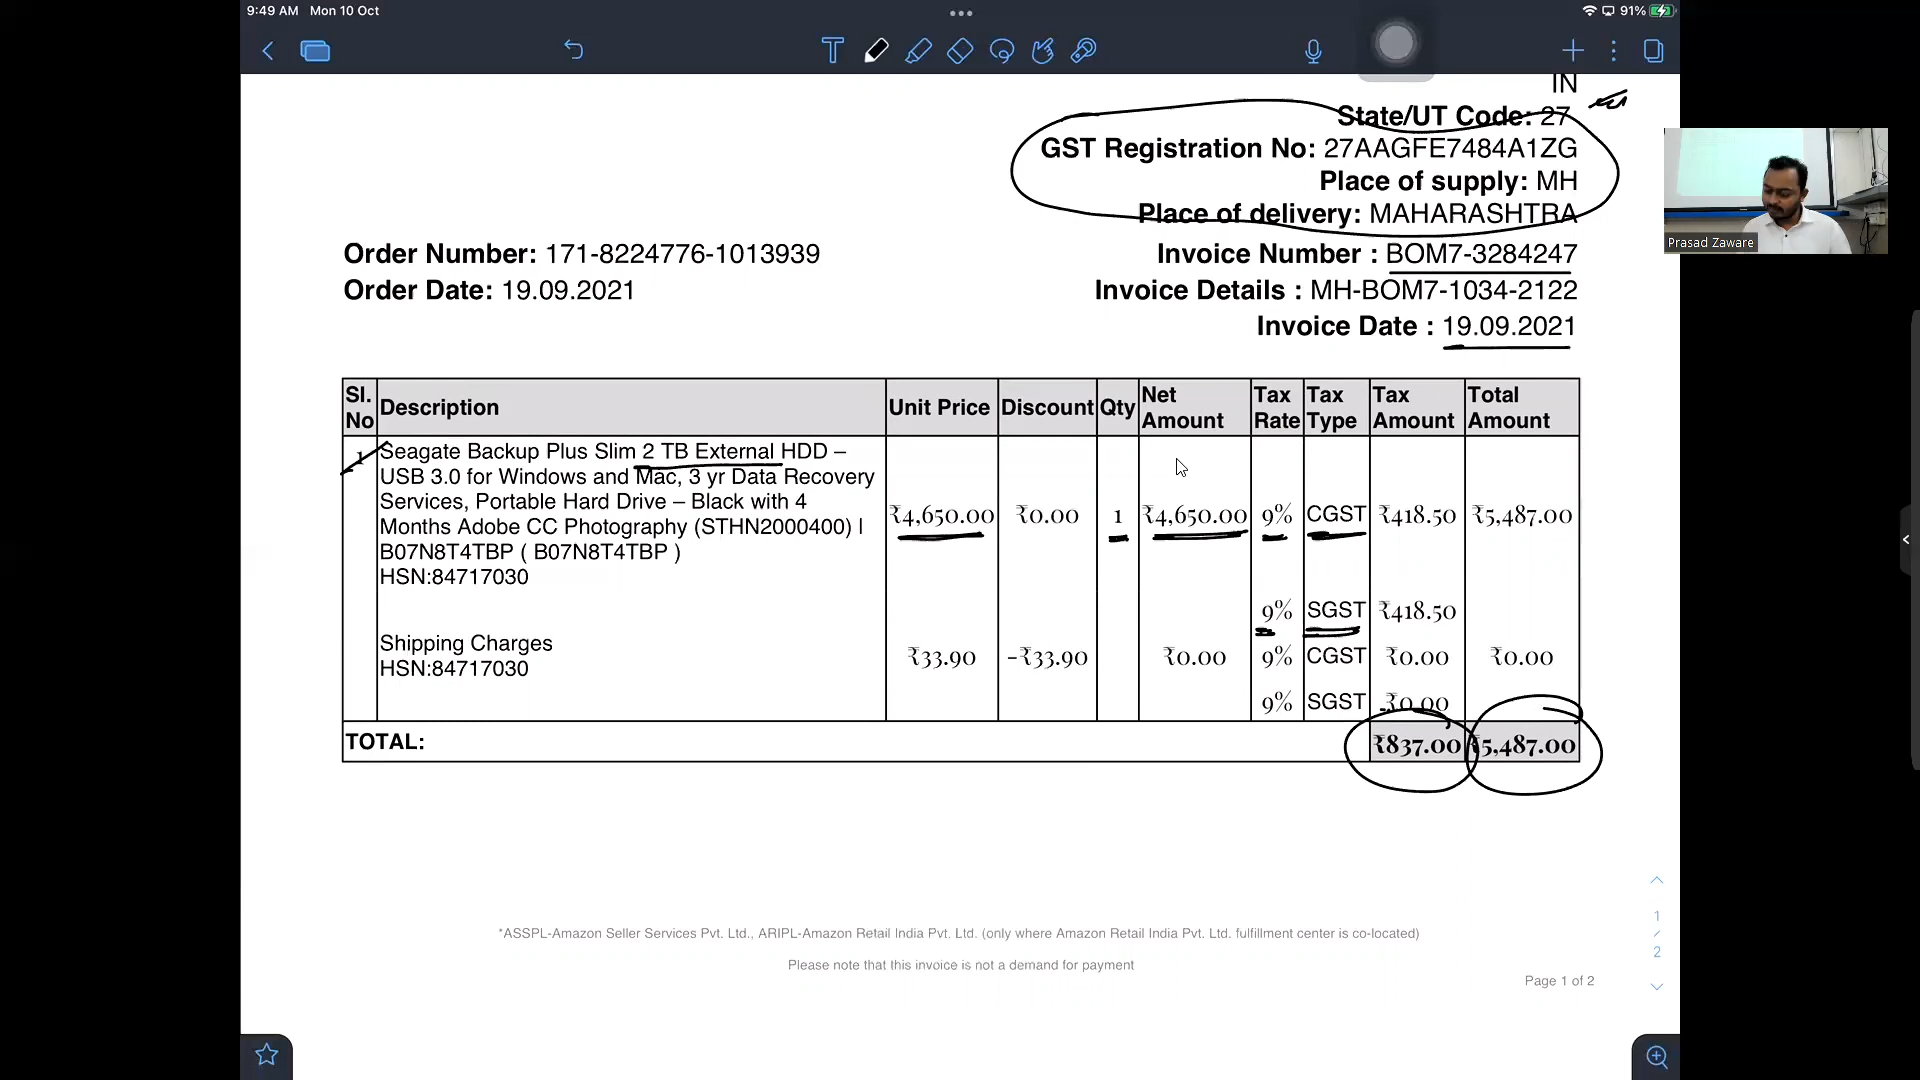 9:49 AM Mon 10 Oct
91%
IN
State/UT Code: 27
GST Registration No: 27AAGFE7484A1ZG
Place of supply: MH
Place of delivery: MAHARASHTRA
Prasad Zaware
Order Number: 171-8224776-1013939
Invoice Number : BOM7-3284247
Order Date: 19.09.2021
Invoice Details : MH-BOM7-1034-2122
Invoice Date : 19.09.2021
Sl. No Description Unit Price Discount Qty Net Amount Tax Rate Tax Type Tax Amount Total Amount
1 Seagate Backup Plus Slim 2 TB External HDD –
USB 3.0 for Windows and Mac, 3 yr Data Recovery
Services, Portable Hard Drive – Black with 4
Months Adobe CC Photography (STHN2000400) |
B07N8T4TBP ( B07N8T4TBP )
HSN:84717030
₹4,650.00 ₹0.00 1 ₹4,650.00 9% CGST ₹418.50 ₹5,487.00
9% SGST ₹418.50
Shipping Charges
HSN:84717030
₹33.90 -₹33.90 ₹0.00 9% CGST ₹0.00 ₹0.00
9% SGST ₹0.00
TOTAL: ₹837.00 ₹5,487.00
*ASSPL-Amazon Seller Services Pvt. Ltd., ARIPL-Amazon Retail India Pvt. Ltd. (only where Amazon Retail India Pvt. Ltd. fulfillment center is co-located)
Please note that this invoice is not a demand for payment
Page 1 of 2
1
/
2